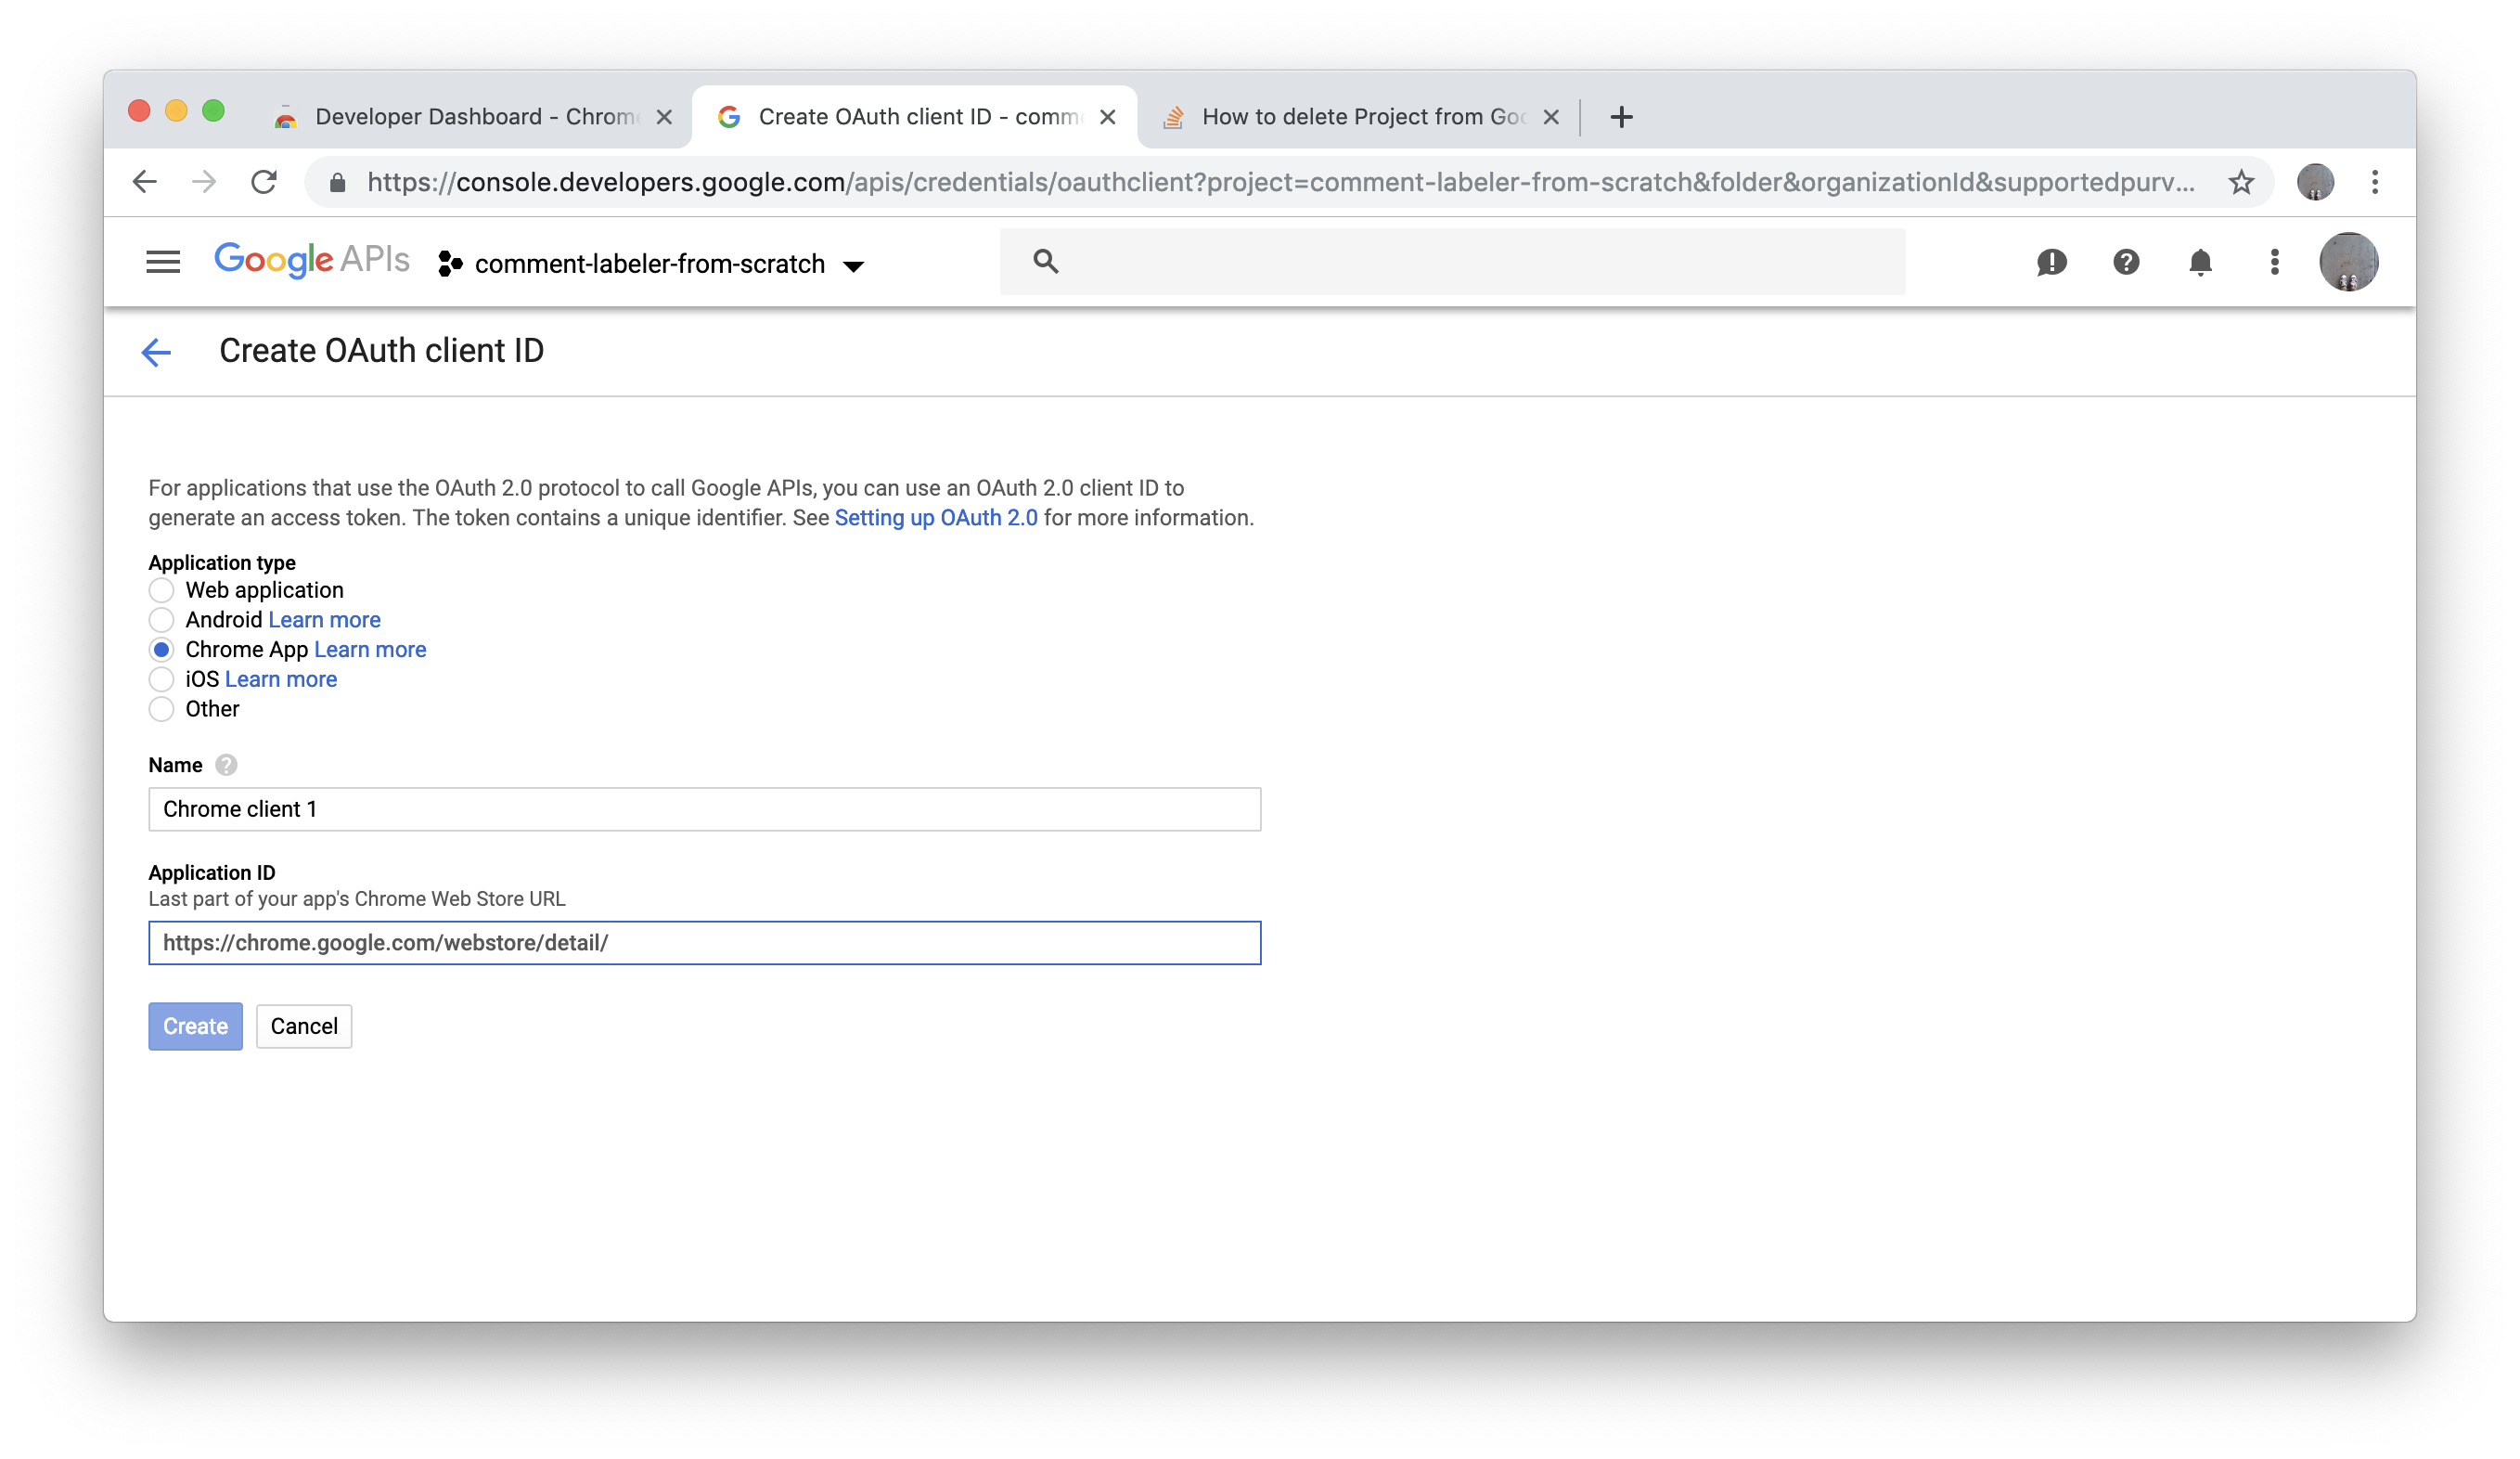 Developer Dashboard - Chrom
Create OAuth client ID - comm
How to delete Project from Goo
https://console.developers.google.com/apis/credentials/oauthclient?project=comment-labeler-from-scratch&folder&organizationId&supportedpurv...
Google APIs
comment-labeler-from-scratch
Create OAuth client ID
For applications that use the OAuth 2.0 protocol to call Google APIs, you can use an OAuth 2.0 client ID to
generate an access token. The token contains a unique identifier. See Setting up OAuth 2.0 for more information.
Application type
Web application
Android Learn more
Chrome App Learn more
iOS Learn more
Other
Name
Chrome client 1
Application ID
Last part of your app's Chrome Web Store URL
https://chrome.google.com/webstore/detail/
Create Cancel